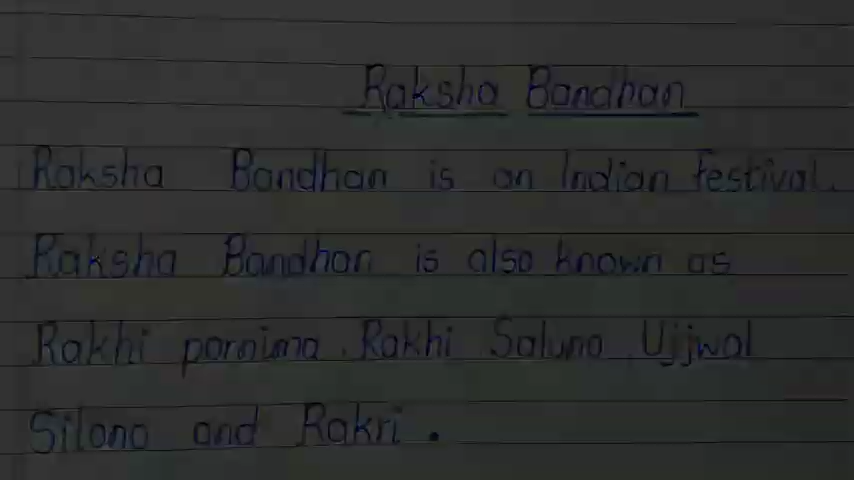 Raksha Bandhan
Raksha Bandhan is an Indian festival.
Raksha Bandhan is also known as
Rakhi pornima Rakhi Saluno Ujjwal
Silono and Rakri.